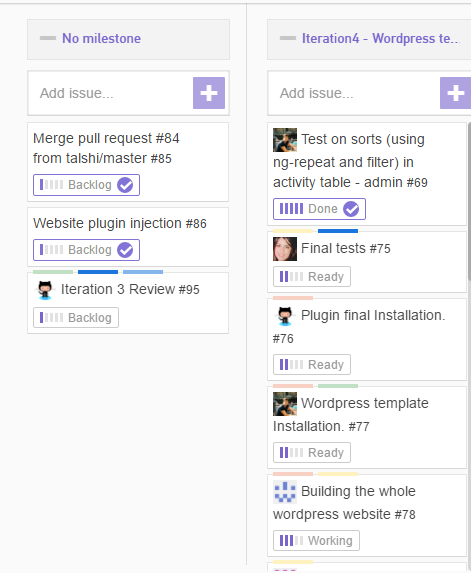 No milestone
Add issue...
Merge pull request #84
from talshi/master #85
Backlog
Website plugin injection #86
Backlog
Iteration 3 Review #95
Backlog
Iteration4 - Wordpress te...
Add issue...
Test on sorts (using
ng-repeat and filter) in
activity table - admin #69
Done
Final tests #75
Ready
Plugin final Installation.
#76
Ready
Wordpress template
Installation. #77
Ready
Building the whole
wordpress website #78
Working